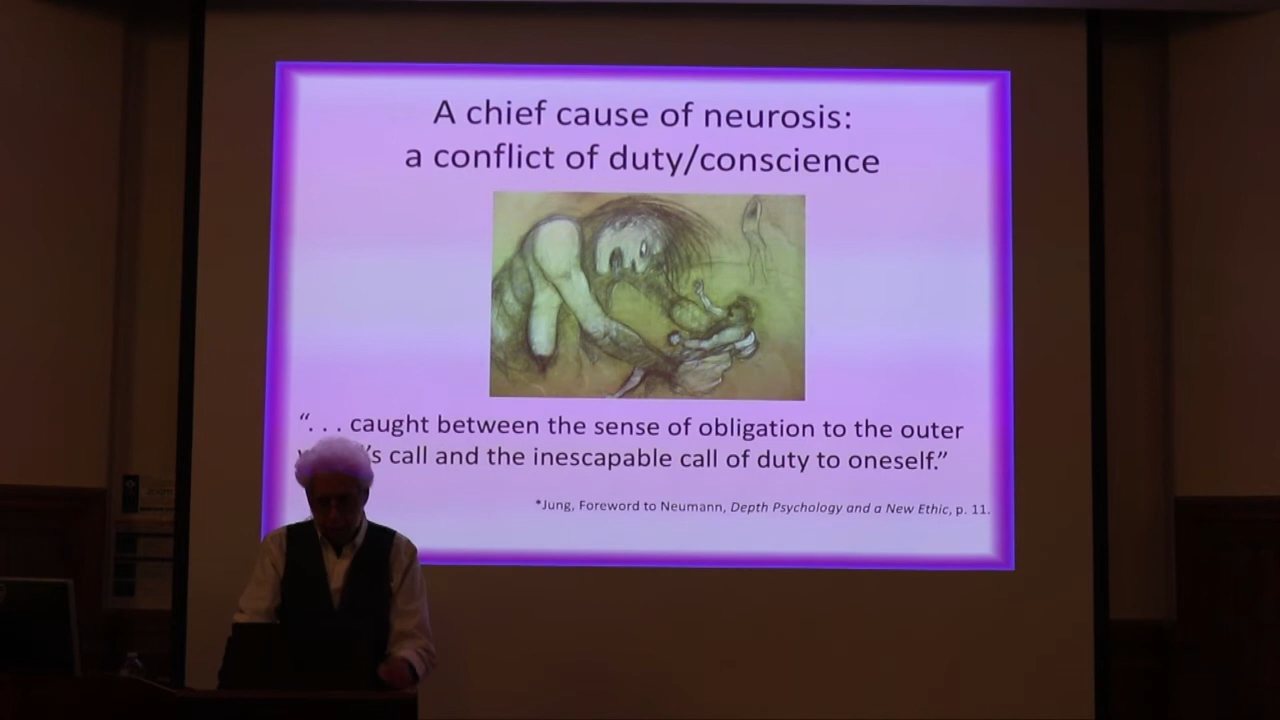 A chief cause of neurosis:
a conflict of duty/conscience
“. . . caught between the sense of obligation to the outer
’s call and the inescapable call of duty to oneself.”
*Jung, Foreword to Neumann, Depth Psychology and a New Ethic, p. 11.